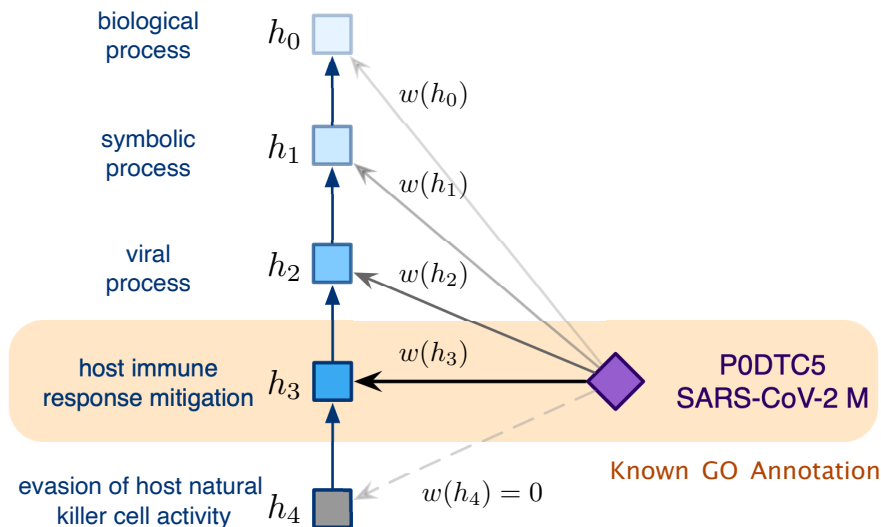 biological
process
h₀
w(h₀)
symbolic
process
h₁
w(h₁)
viral
process
h₂
w(h₂)
host immune
response mitigation
h₃
w(h₃)
P0DTC5
SARS-CoV-2 M
Known GO Annotation
evasion of host natural
killer cell activity
h₄
w(h₄) = 0